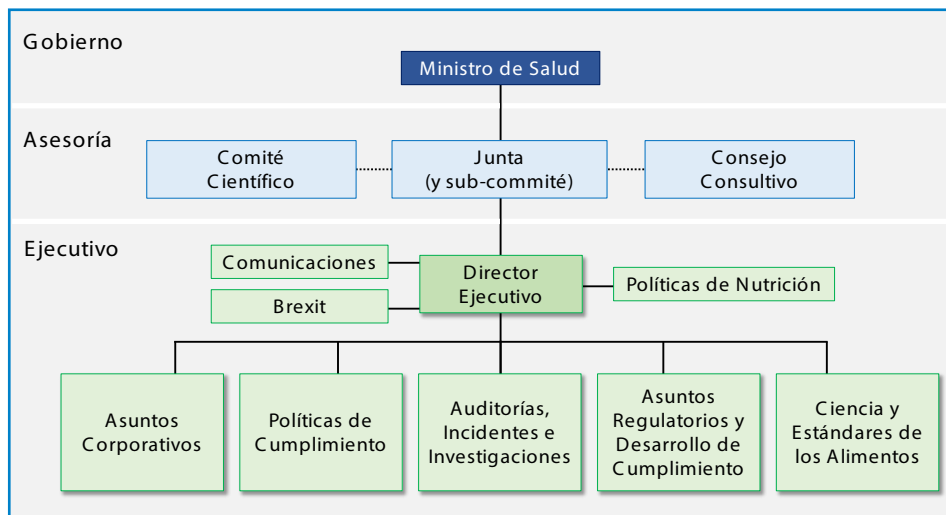 Gobierno
Ministro de Salud
Asesoría
Comité
Científico
Junta
(y sub-commité)
Consejo
Consultivo
Ejecutivo
Comunicaciones
Brexit
Director
Ejecutivo
Políticas de Nutrición
Asuntos
Corporativos
Políticas de
Cumplimiento
Auditorías,
Incidentes e
Investigaciones
Asuntos
Regulatorios y
Desarrollo de
Cumplimiento
Ciencia y
Estándares de
los Alimentos